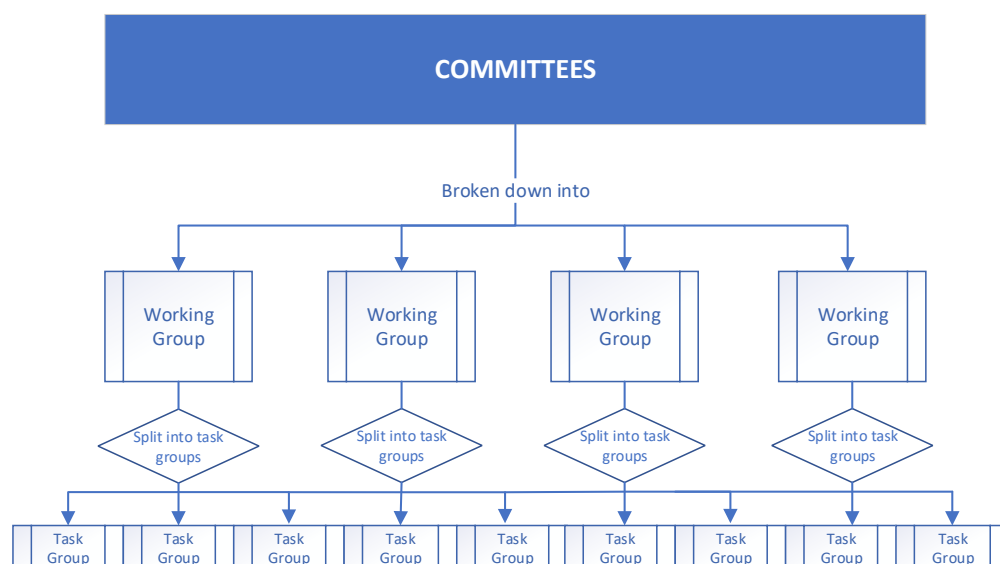 COMMITTEES
Broken down into
Working
Group
Working
Group
Working
Group
Working
Group
Split into task
groups
Split into task
groups
Split into task
groups
Split into task
groups
Task
Group
Task
Group
Task
Group
Task
Group
Task
Group
Task
Group
Task
Group
Task
Group
Task
Group